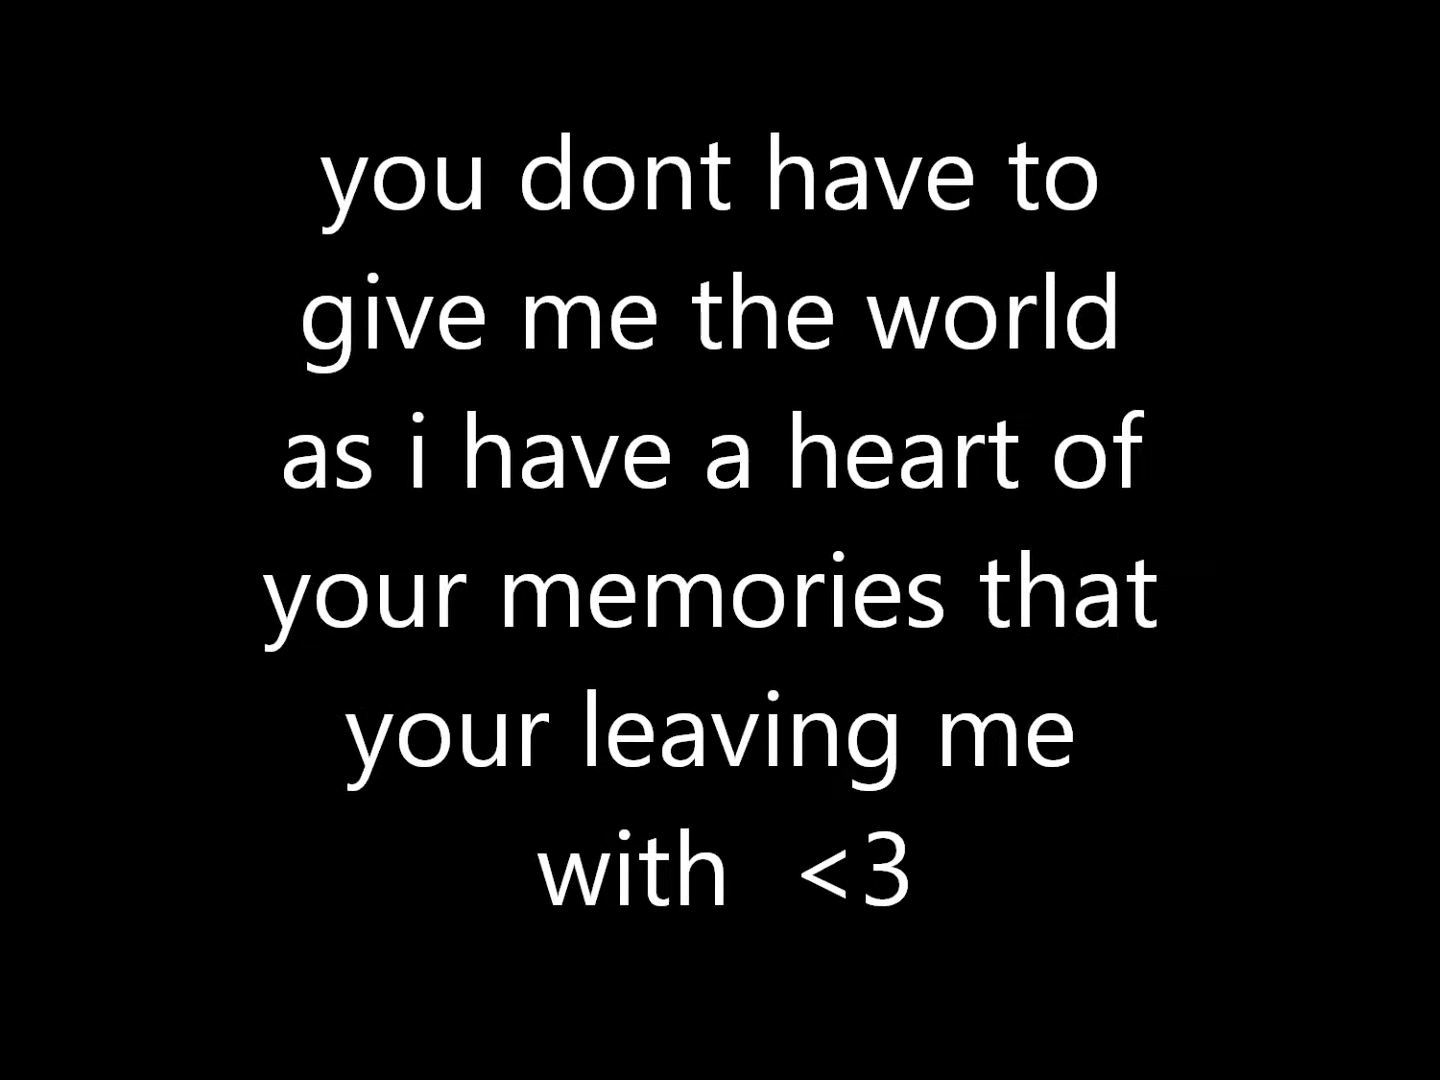 you dont have to
give me the world
as i have a heart of
your memories that
your leaving me
with  <3